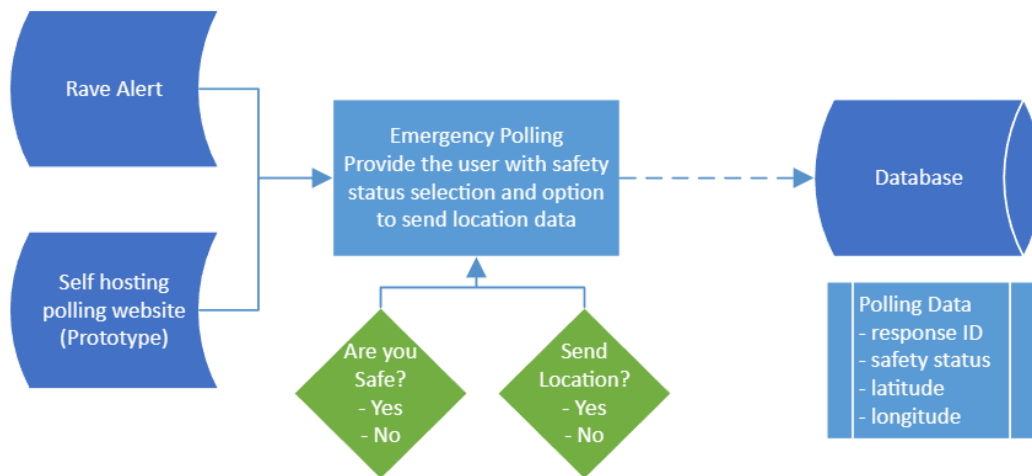 Rave Alert
Self hosting
polling website
(Prototype)
Emergency Polling
Provide the user with safety
status selection and option
to send location data
Are you
Safe?
- Yes
- No
Send
Location?
- Yes
- No
Database
Polling Data
- response ID
- safety status
- latitude
- longitude